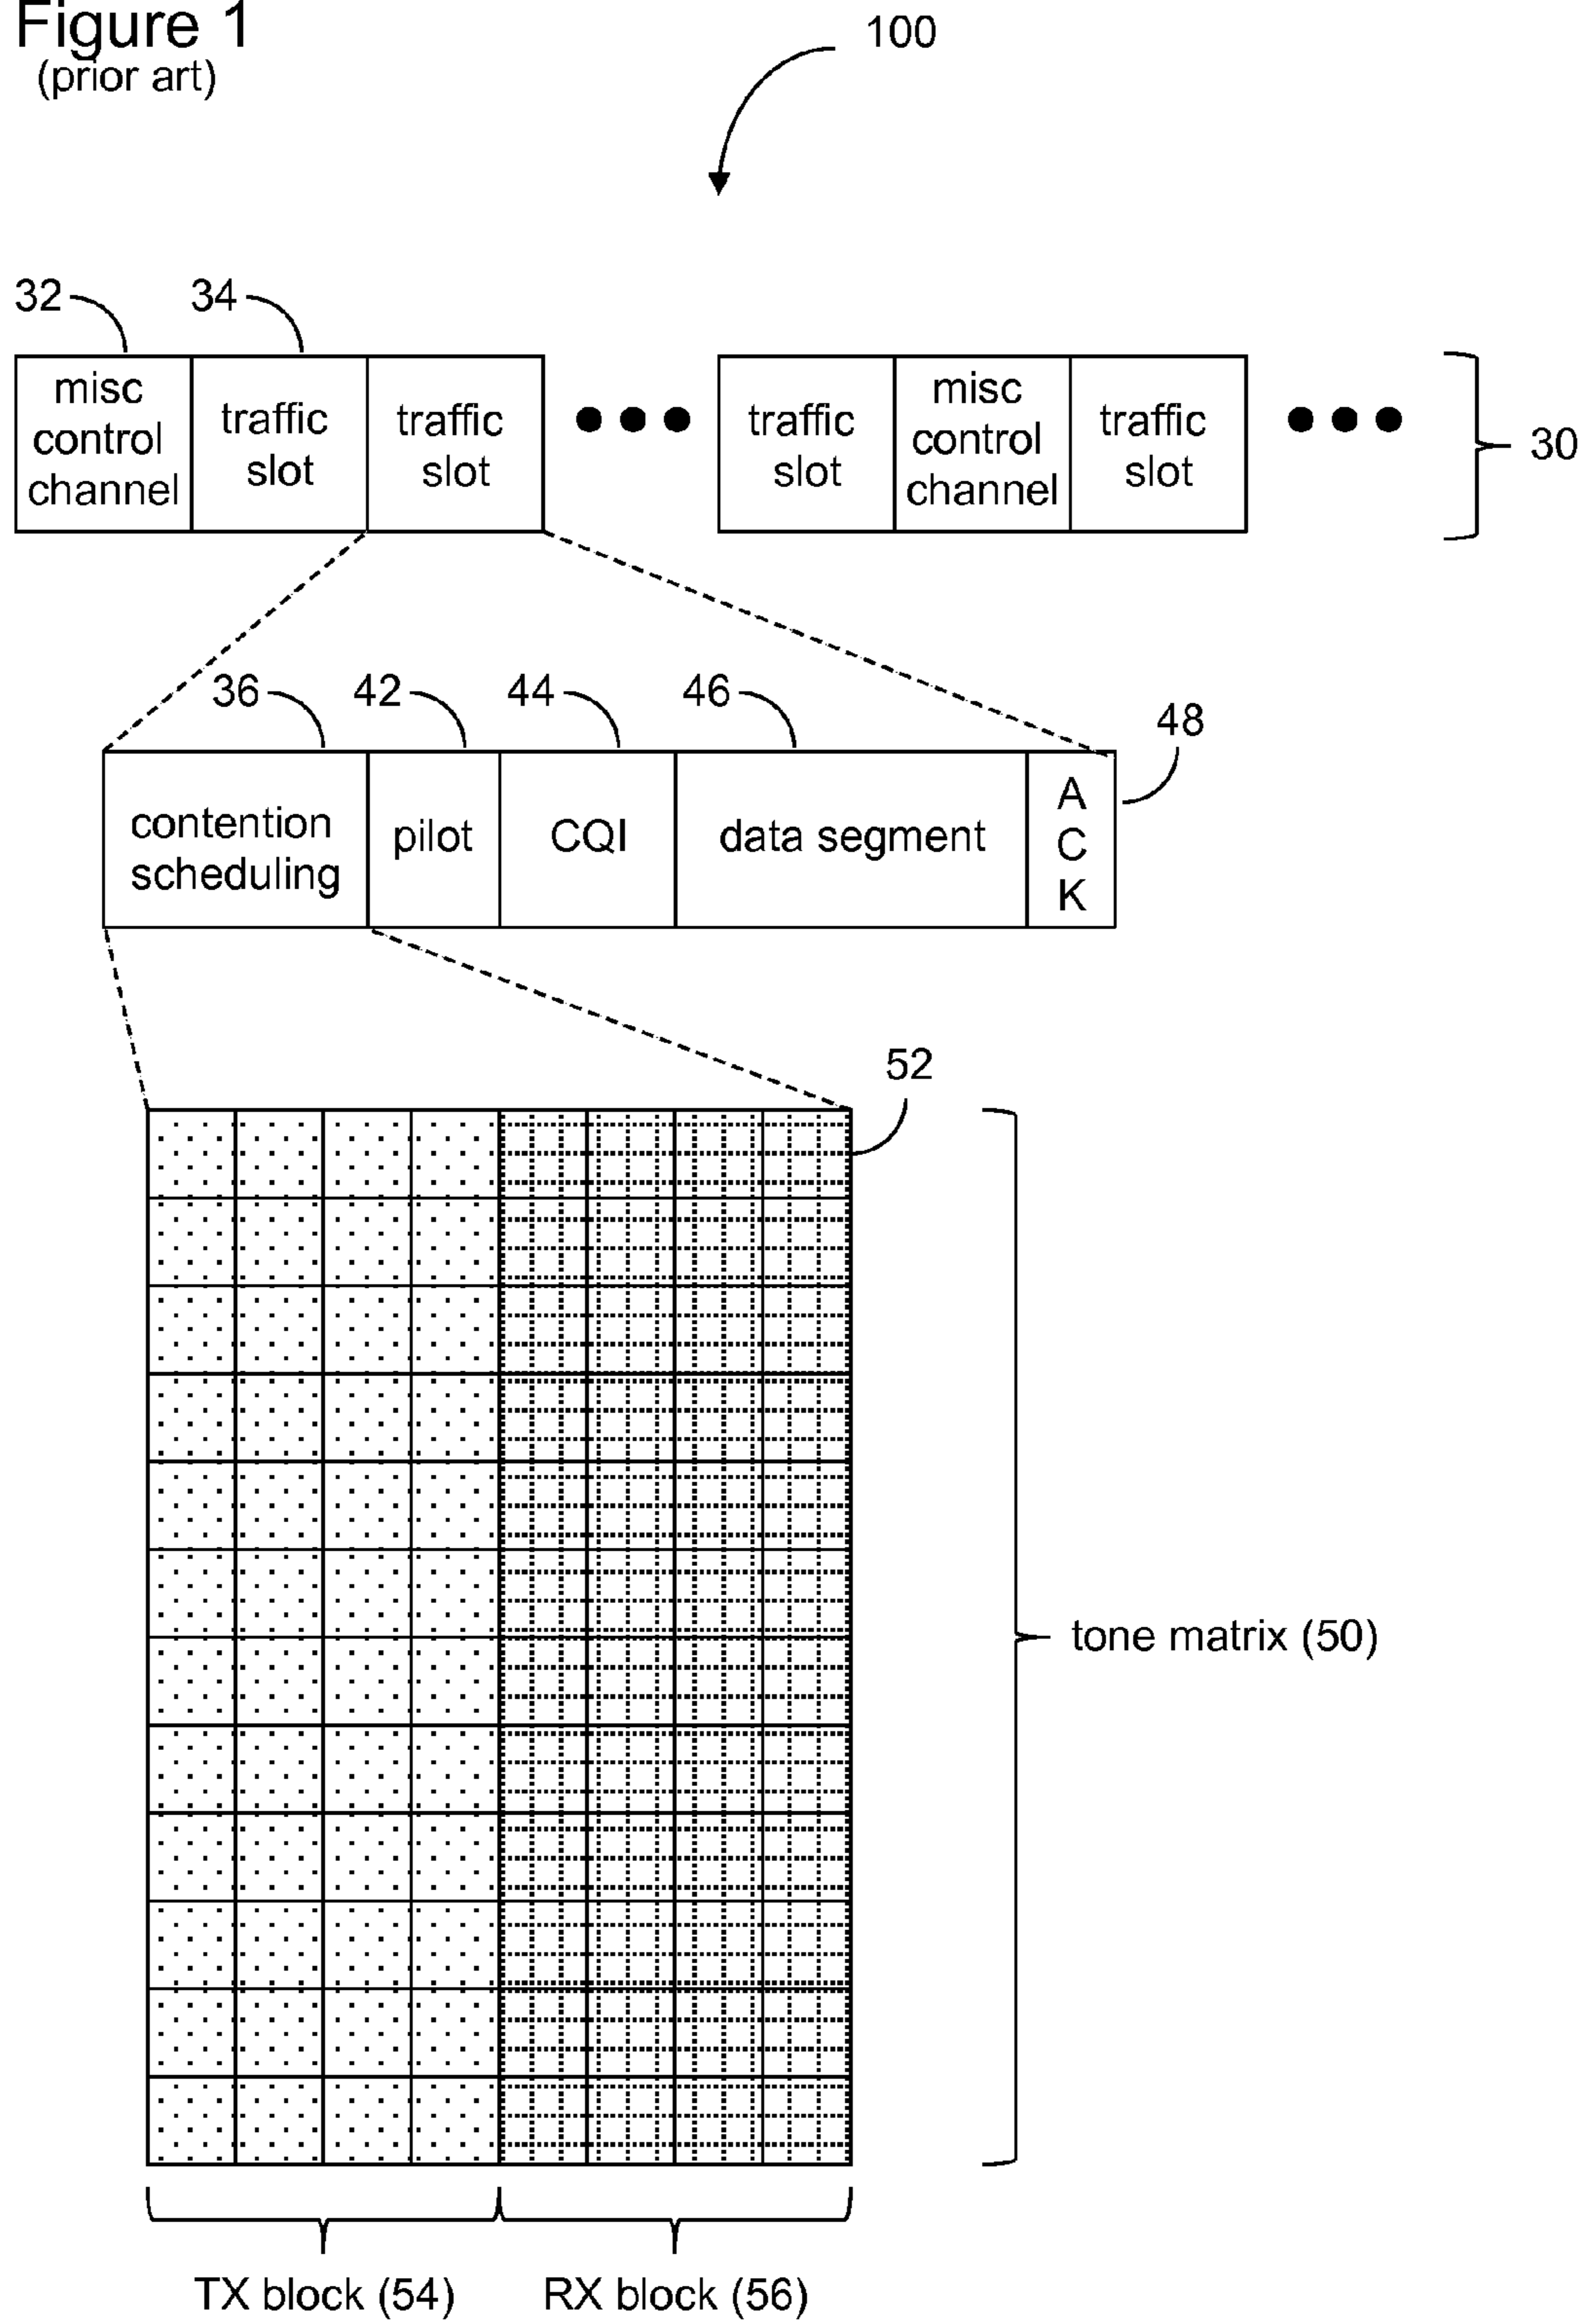 Figure 1
(prior art)
100
32
34
misc
control
channel
traffic
slot
traffic
slot
traffic
slot
misc
control
channel
traffic
slot
30
36
42
44
46
48
contention
scheduling
pilot
CQI
data segment
A
C
K
52
tone matrix (50)
TX block (54)
RX block (56)